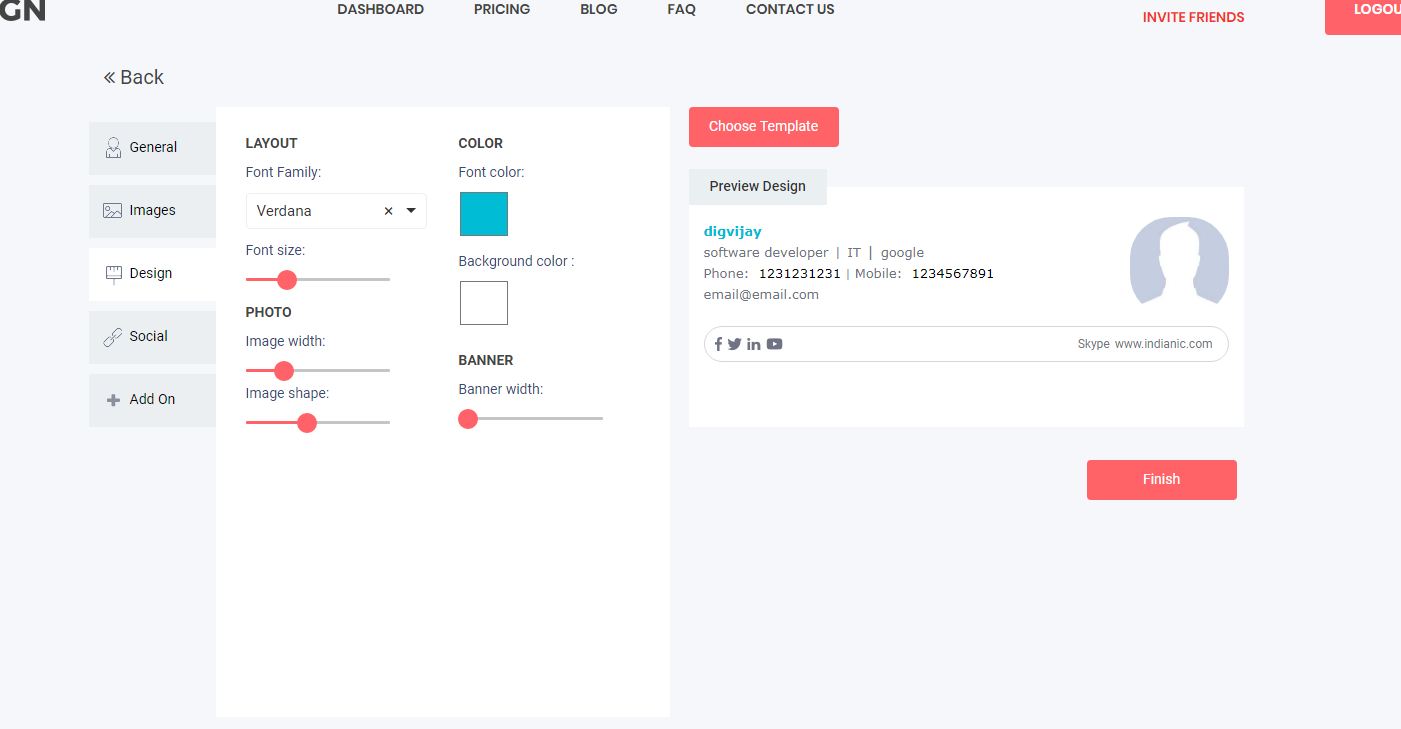 GN
DASHBOARD PRICING BLOG FAQ CONTACT US
INVITE FRIENDS
LOGOU
« Back
General
Images
Design
Social
Add On
LAYOUT
Font Family:
Verdana × 
Font size:
PHOTO
Image width:
Image shape:
COLOR
Font color:
Background color :
BANNER
Banner width:
Choose Template
Preview Design
digvijay
software developer | IT | google
Phone: 1231231231 | Mobile: 1234567891
email@email.com
Skype www.indianic.com
Finish